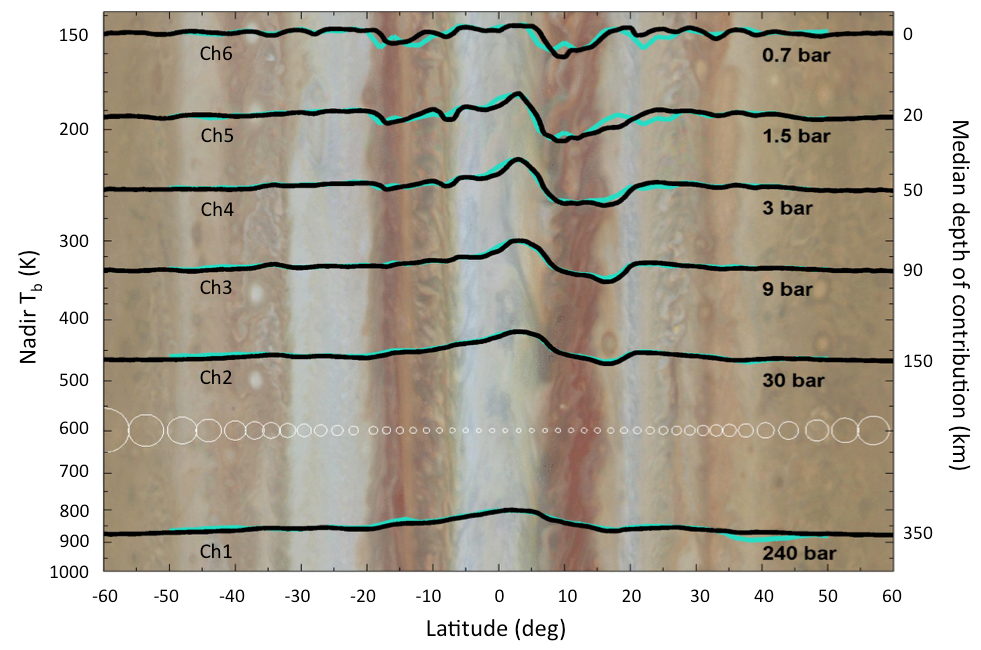 150
200
300
400
500
600
700
800
900
1000
Nadir Tb (K)
Ch6
0.7 bar
Ch5
1.5 bar
Ch4
3 bar
Ch3
9 bar
Ch2
30 bar
Ch1
240 bar
0
20
50
90
150
350
Median depth of contribution (km)
-60 -50 -40 -30 -20 -10 0 10 20 30 40 50 60
Latitude (deg)